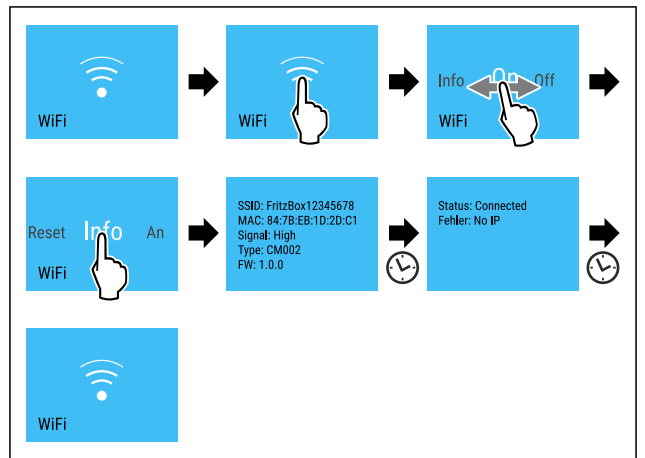 WiFi
WiFi
Info On Off
WiFi
Reset Info An
WiFi
SSID: FritzBox12345678
MAC: 84:7B:EB:1D:2D:C1
Signal: High
Type: CM002
FW: 1.0.0
Status: Connected
Fehler: No IP
WiFi